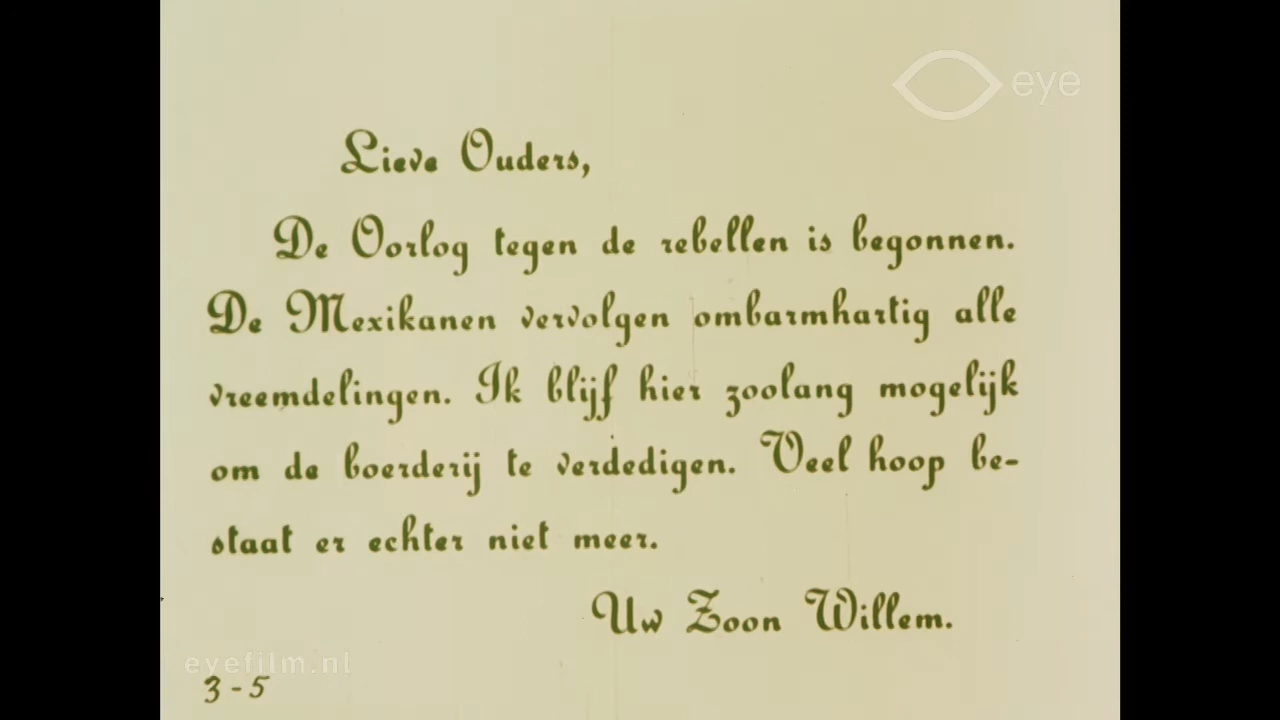 eye
Lieve Ouders,
De Oorlog tegen de rebellen is begonnen.
De Mexikanen vervolgen ombarmhartig alle
vreemdelingen. Ik blijf hier zoolang mogelijk
om de boerderij te verdedigen. Veel hoop be-
staat er echter niet meer.
Uw Zoon Willem.
eyefilm.nl
3-5